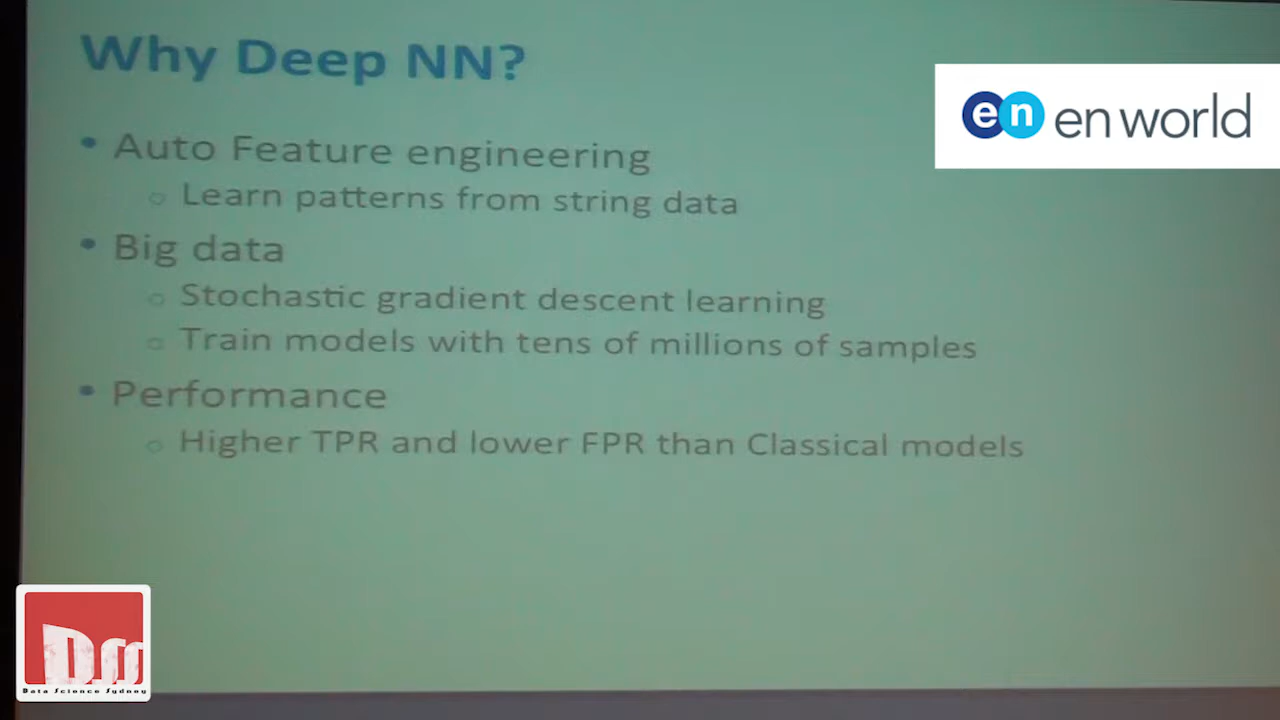 Why Deep NN?
en en world
• Auto Feature engineering
○ Learn patterns from string data
• Big data
○ Stochastic gradient descent learning
○ Train models with tens of millions of samples
• Performance
○ Higher TPR and lower FPR than Classical models
DSS
Data Science Sydney